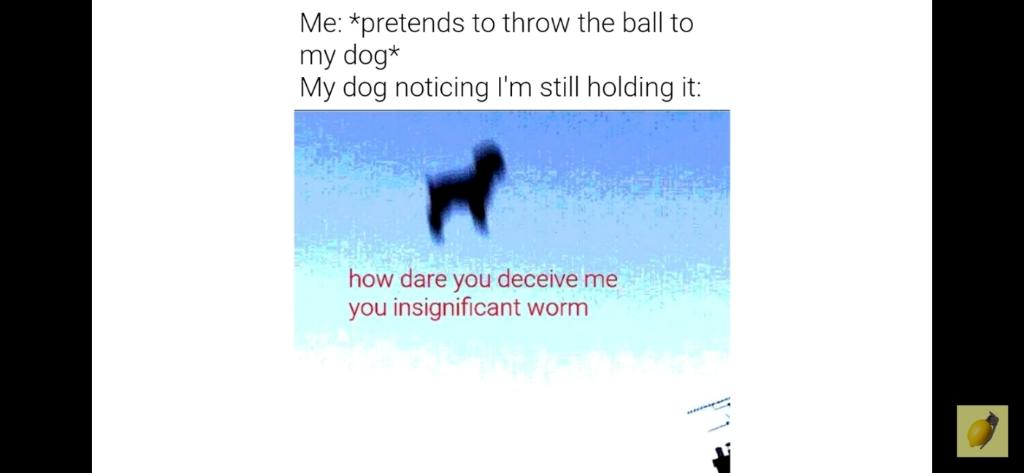 Me: *pretends to throw the ball to
my dog*
My dog noticing I'm still holding it:
how dare you deceive me
you insignificant worm